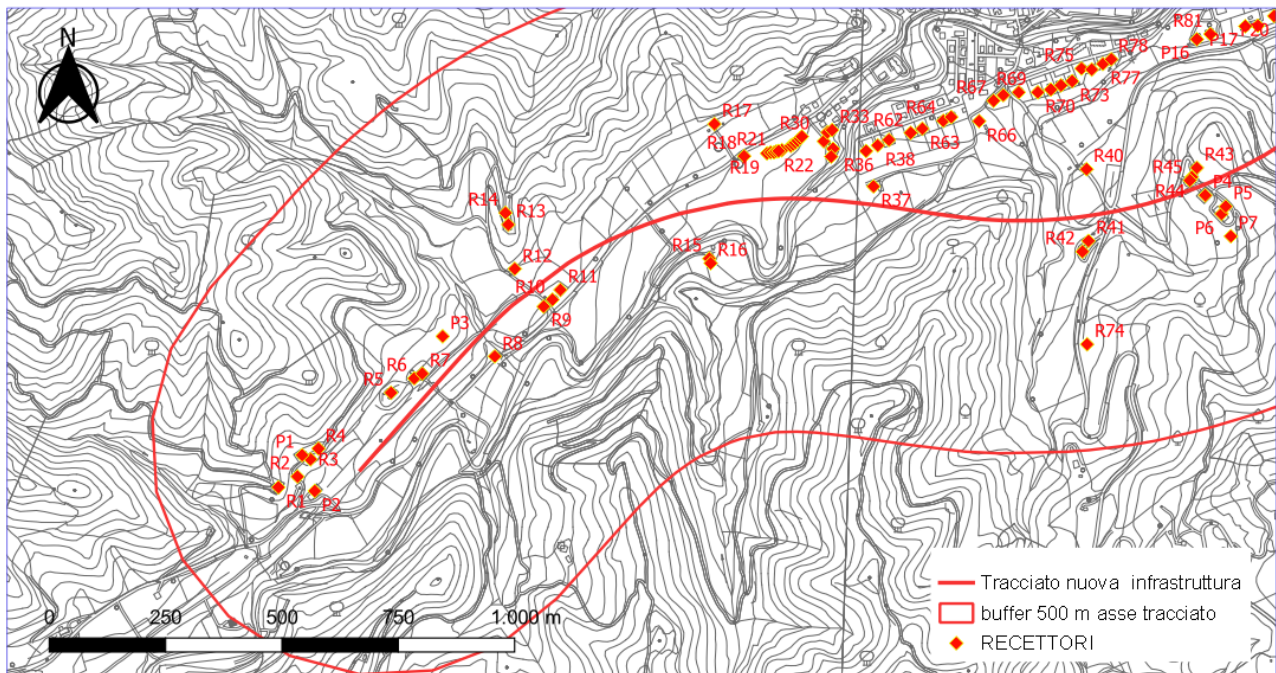 N
R81
P17
20
P16
R78
R75
R77
R73
R69
R67
R70
R64
R62
R63
R66
R33
R30
R17
R18
R21
R19
R22
R36
R38
R37
R40
R43
R45
R44
P4
P5
P6
P7
R41
R42
R74
R14
R13
R12
R15
R16
R11
R10
R9
P3
R8
R7
R6
R5
R4
P1
R3
R2
R1
P2
0 250 500 750 1.000 m
Tracciato nuova infrastruttura
buffer 500 m asse tracciato
RECETTORI